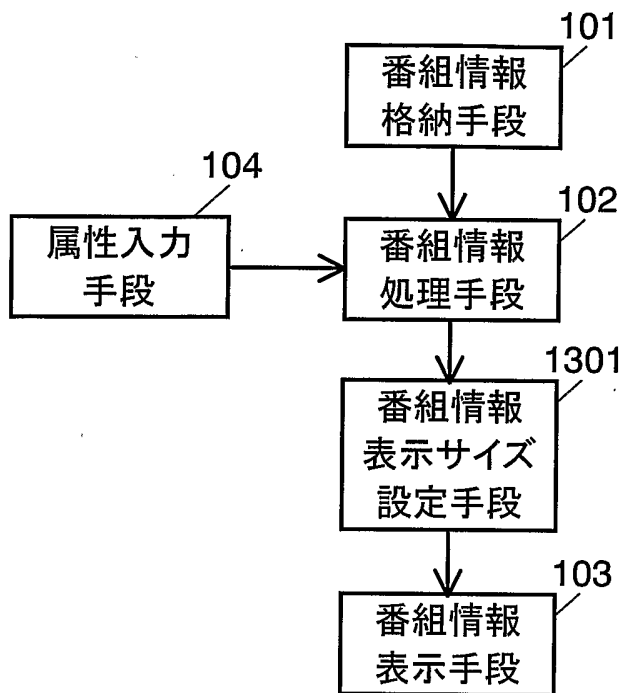 101
番組情報
格納手段
104
102
属性入力
手段
番組情報
処理手段
1301
番組情報
表示サイズ
設定手段
103
番組情報
表示手段